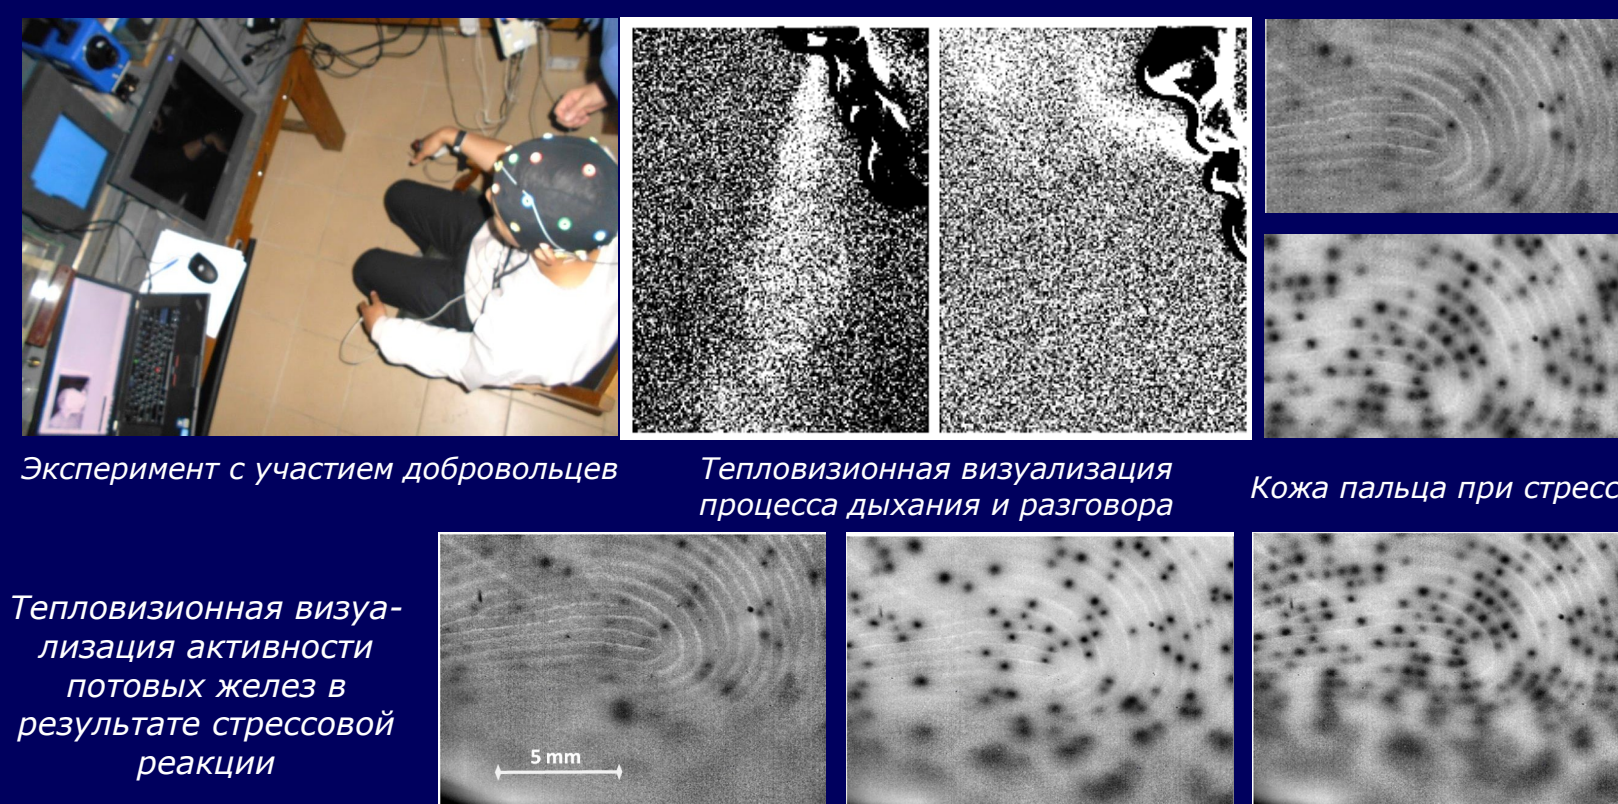 Эксперимент с участием добровольцев
Тепловизионная визуализация
процесса дыхания и разговора
Кожа пальца при стресс
Тепловизионная визуа-
лизация активности
потовых желез в
результате стрессовой
реакции
5 mm